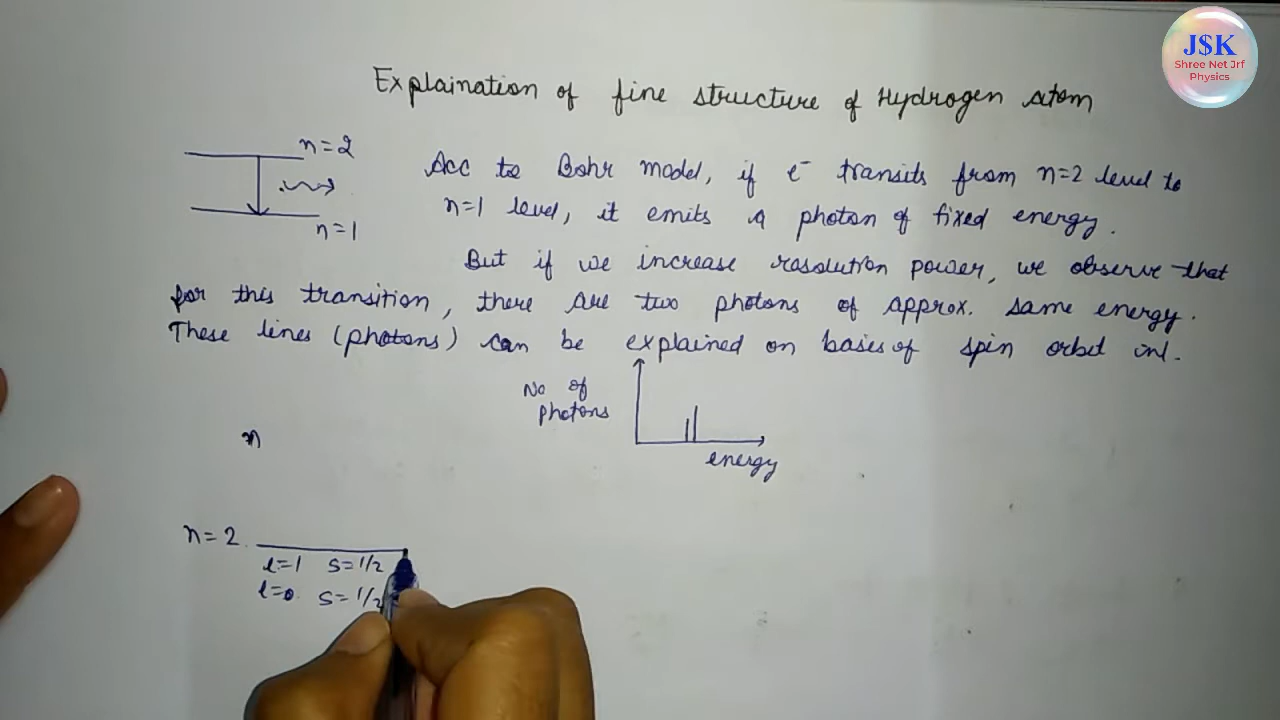 J$K
Shree Net Jrf
Physics
Explaination of fine structure of Hydrogen atom
n=2
n=1
Acc to Bohr model, if e⁻ transits from n=2 level to
n=1 level, it emits a photon of fixed energy.
But if we increase resolution power, we observe that
for this transition, there are two photons of approx. same energy.
These lines (photons) can be explained on bases of spin orbit int.
No of
photons
energy
n
n=2
l=1 s=1/2
l=0. s=1/2